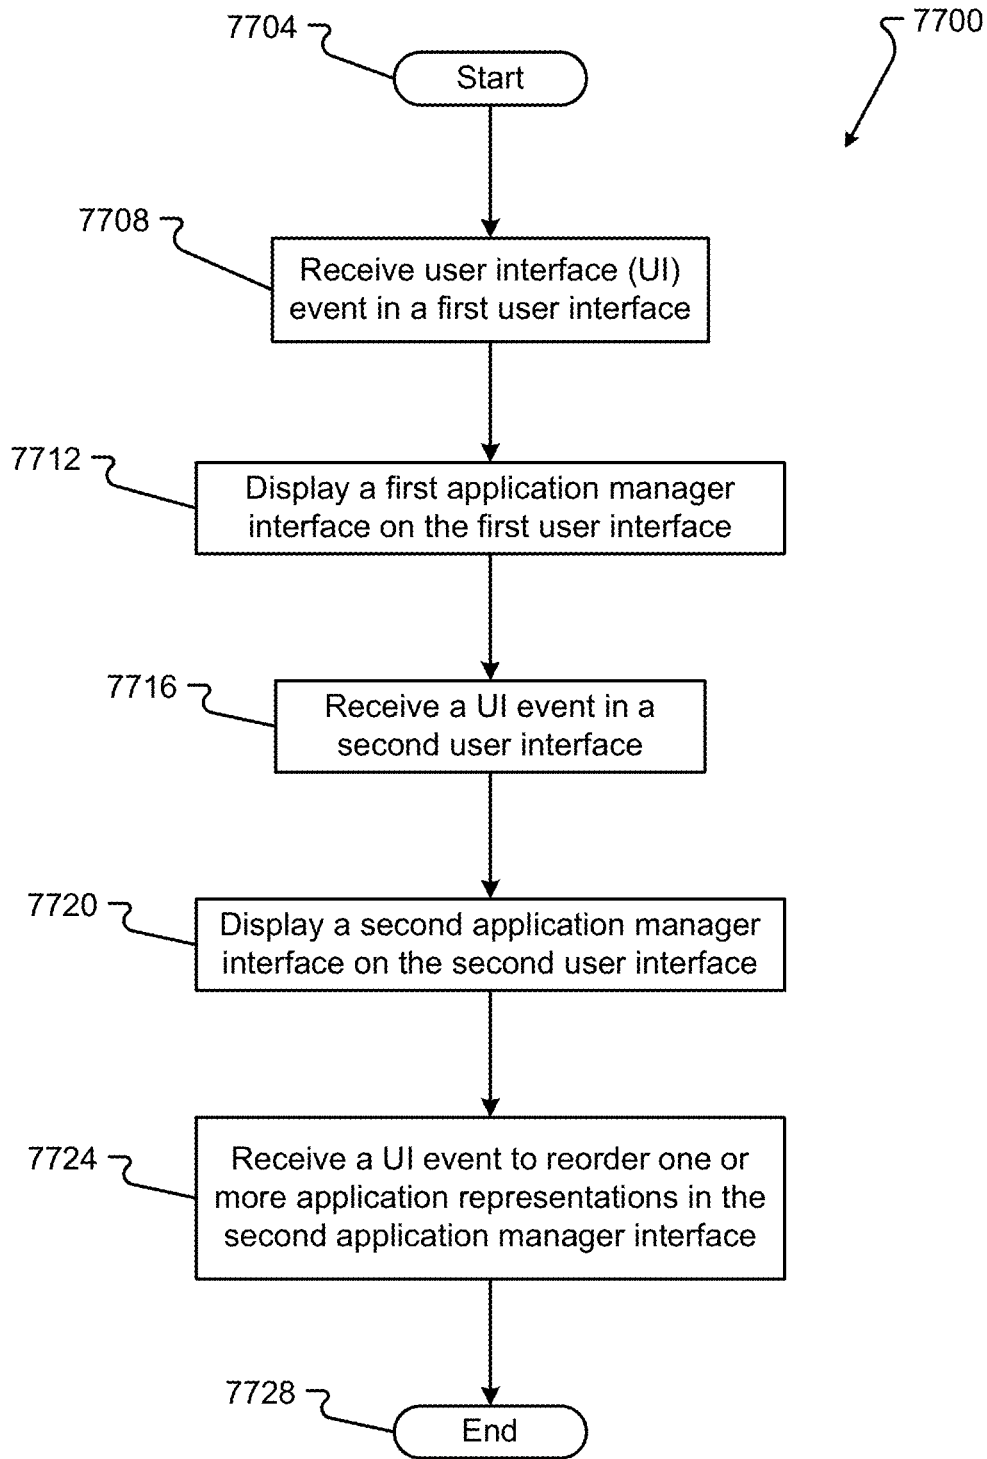 7700
7704
Start
7708
Receive user interface (UI)
event in a first user interface
7712
Display a first application manager
interface on the first user interface
7716
Receive a UI event in a
second user interface
7720
Display a second application manager
interface on the second user interface
7724
Receive a UI event to reorder one or
more application representations in the
second application manager interface
7728
End